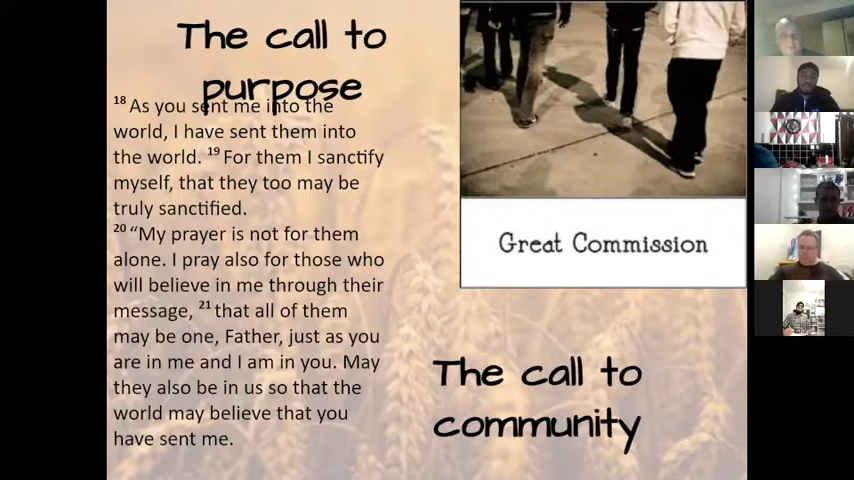 The call to
purpose
18 As you sent me into the
world, I have sent them into
the world. 19 For them I sanctify
myself, that they too may be
truly sanctified.
20 “My prayer is not for them
alone. I pray also for those who
will believe in me through their
message, 21 that all of them
may be one, Father, just as you
are in me and I am in you. May
they also be in us so that the
world may believe that you
have sent me.
Great Commission
The call to
community